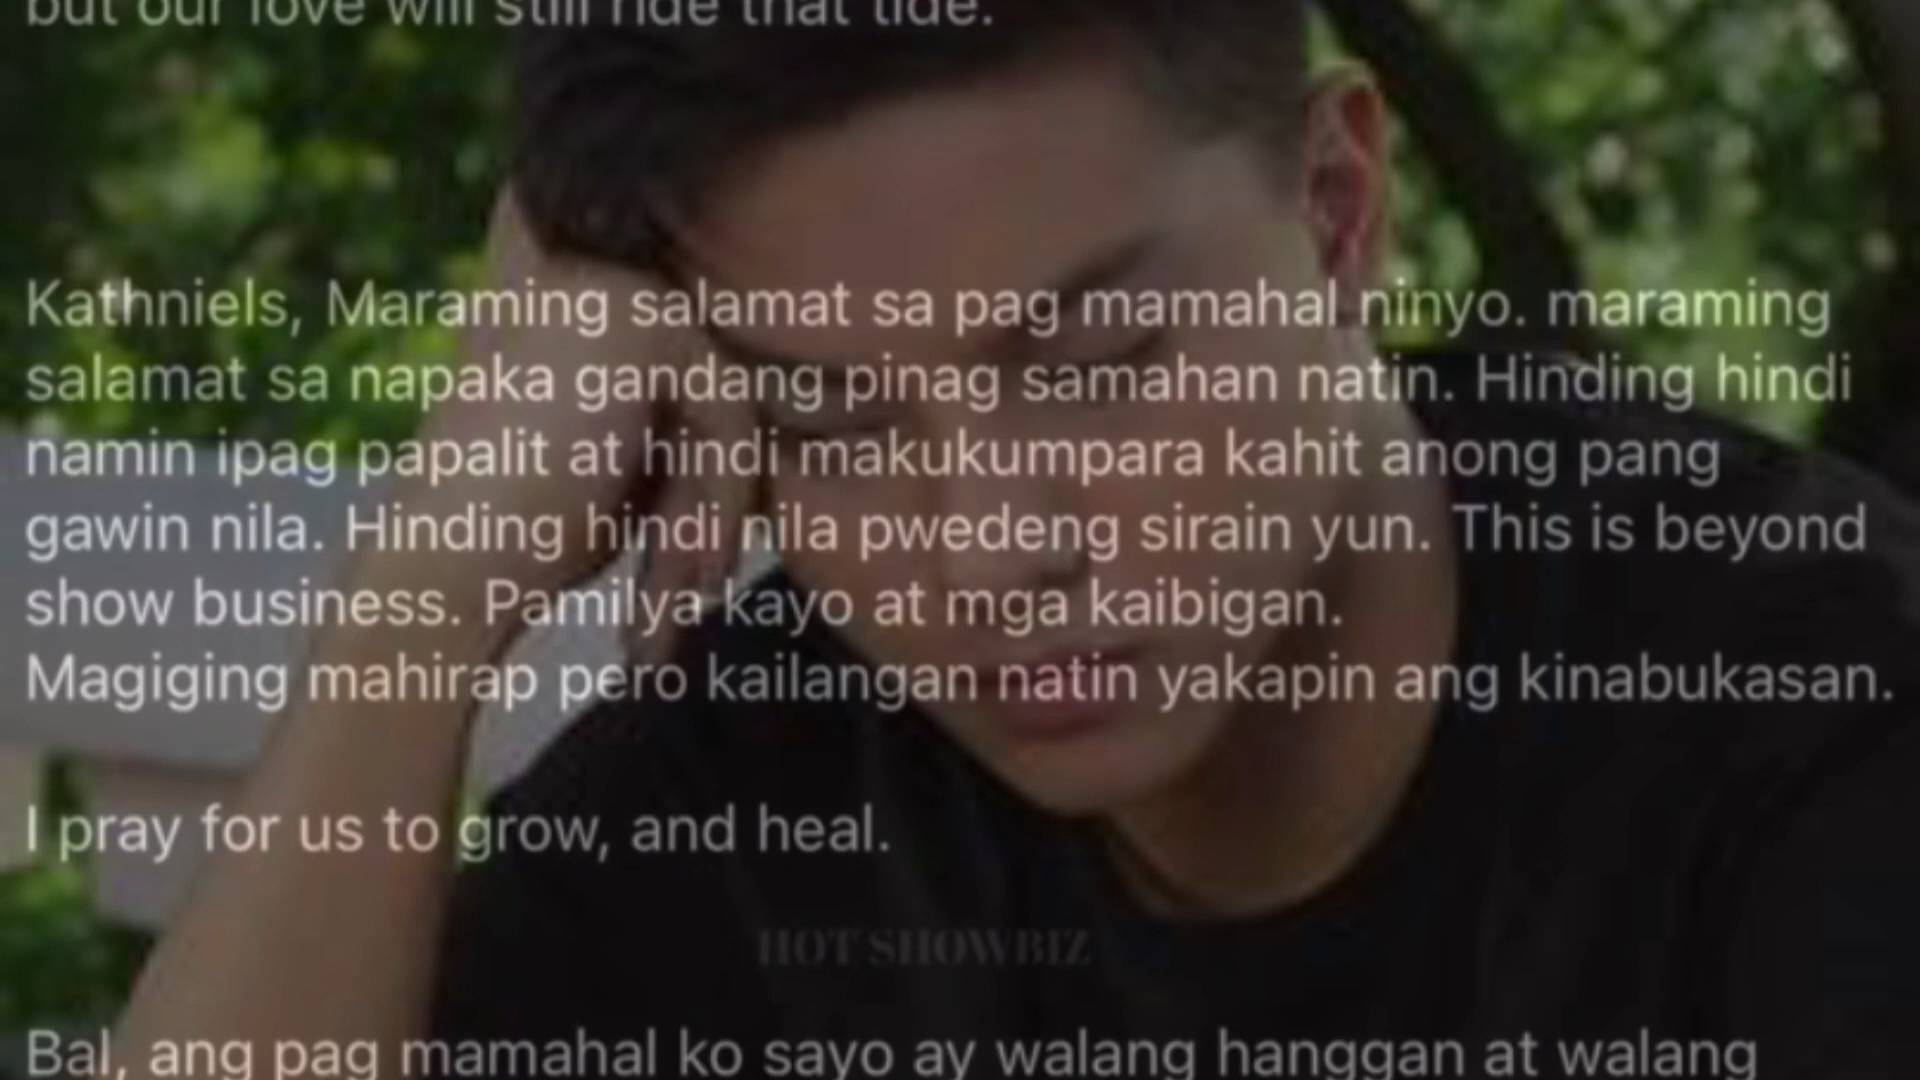 but our love will still ride that tide.
Kathniels, Maraming salamat sa pag mamahal ninyo. maraming
salamat sa napaka gandang pinag samahan natin. Hinding hindi
namin ipag papalit at hindi makukumpara kahit anong pang
gawin nila. Hinding hindi nila pwedeng sirain yun. This is beyond
show business. Pamilya kayo at mga kaibigan.
Magiging mahirap pero kailangan natin yakapin ang kinabukasan.
I pray for us to grow, and heal.
HOT SHOWBIZ
Bal, ang pag mamahal ko sayo ay walang hanggan at walang